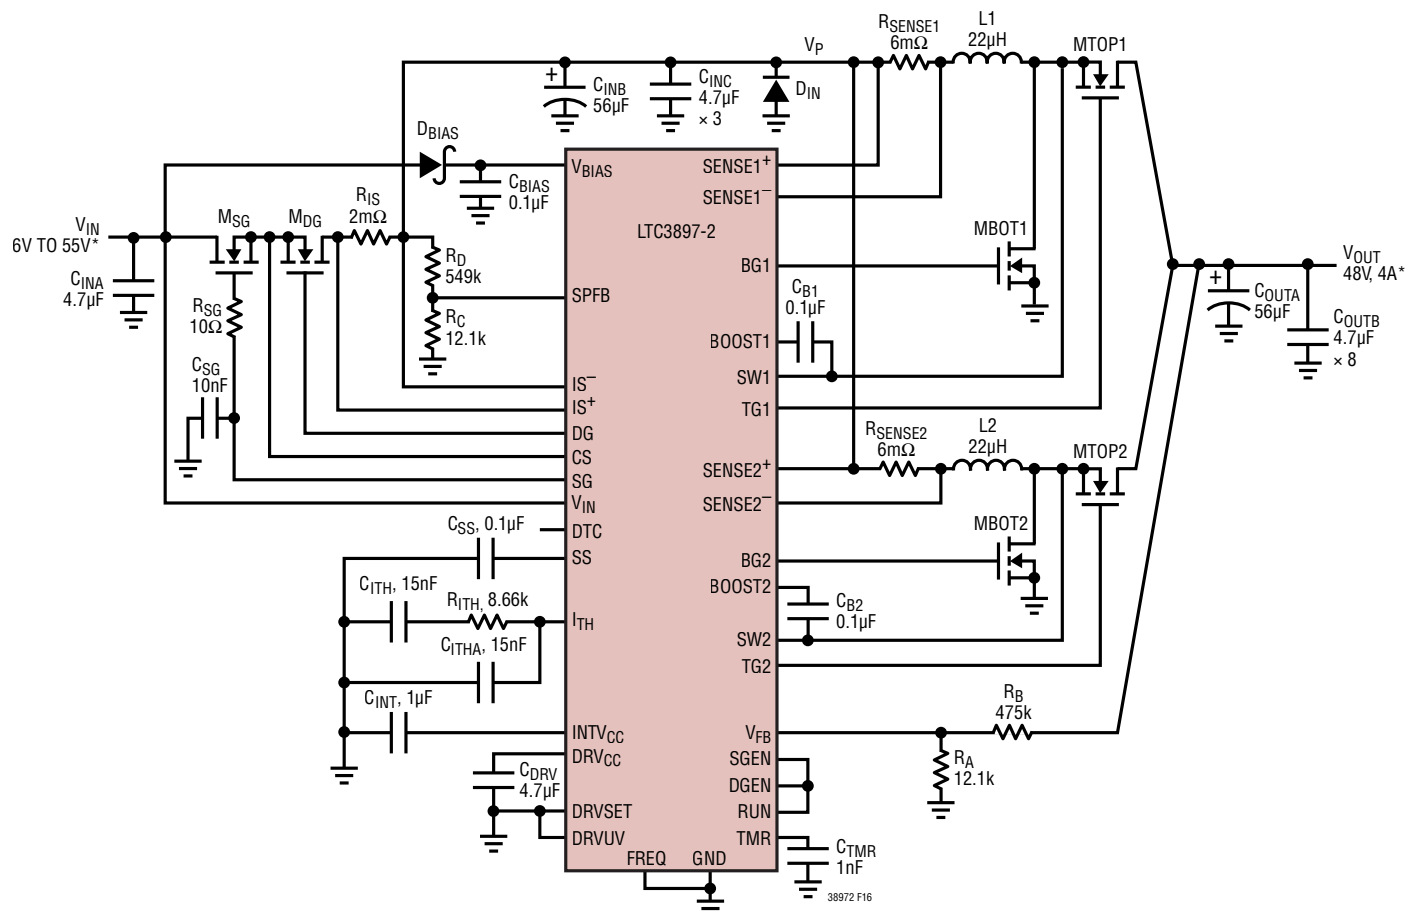 L1
22µH
RSENSE1
6mΩ
VP
MTOP1
+
CINB
56µF
CINC
4.7µF
× 3
DIN
DBIAS
CBIAS
0.1µF
VIN
6V TO 55V*
CINA
4.7µF
MSG
MDG
RIS
2mΩ
RD
549k
RC
12.1k
RSG
10Ω
CSG
10nF
LTC3897-2
VBIAS
SPFB
IS−
IS+
DG
CS
SG
VIN
DTC
SS
ITH
INTVCC
DRVCC
DRVSET
DRVUV
FREQ
GND
SENSE1+
SENSE1−
BG1
BOOST1
SW1
TG1
SENSE2+
SENSE2−
BG2
BOOST2
SW2
TG2
VFB
SGEN
DGEN
RUN
TMR
CSS, 0.1µF
CITH, 15nF
RITH, 8.66k
CITHA, 15nF
CINT, 1µF
CDRV
4.7µF
MBOT1
CB1
0.1µF
VOUT
48V, 4A*
+
COUTA
56µF
COUTB
4.7µF
× 8
RSENSE2
6mΩ
L2
22µH
MTOP2
MBOT2
CB2
0.1µF
RB
475k
RA
12.1k
CTMR
1nF
38972 F16